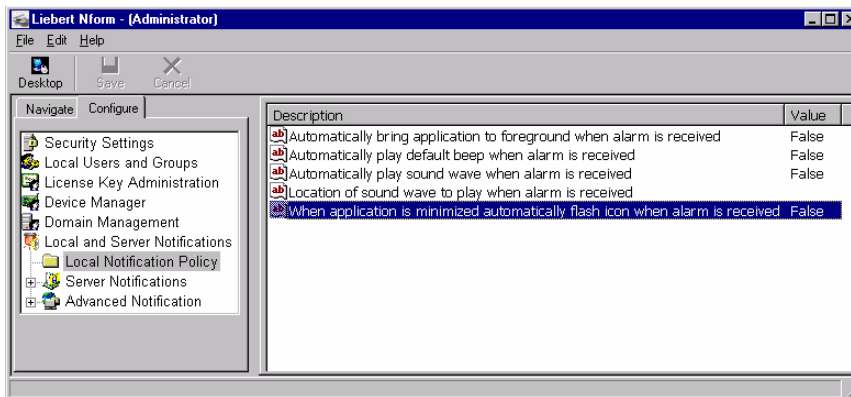 Liebert Nform - (Administrator)
File Edit Help
Desktop Save Cancel
Navigate Configure
Security Settings
Local Users and Groups
License Key Administration
Device Manager
Domain Management
Local and Server Notifications
Local Notification Policy
Server Notifications
Advanced Notification
Description Value
Automatically bring application to foreground when alarm is received False
Automatically play default beep when alarm is received False
Automatically play sound wave when alarm is received False
Location of sound wave to play when alarm is received
When application is minimized automatically flash icon when alarm is received False